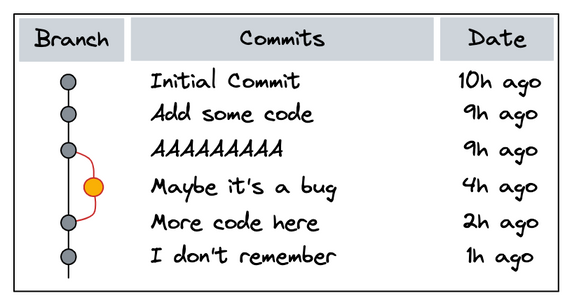 Branch Commits Date
Initial Commit 10h ago
Add some code 9h ago
AAAAAAAAA 9h ago
Maybe it's a bug 4h ago
More code here 2h ago
I don't remember 1h ago